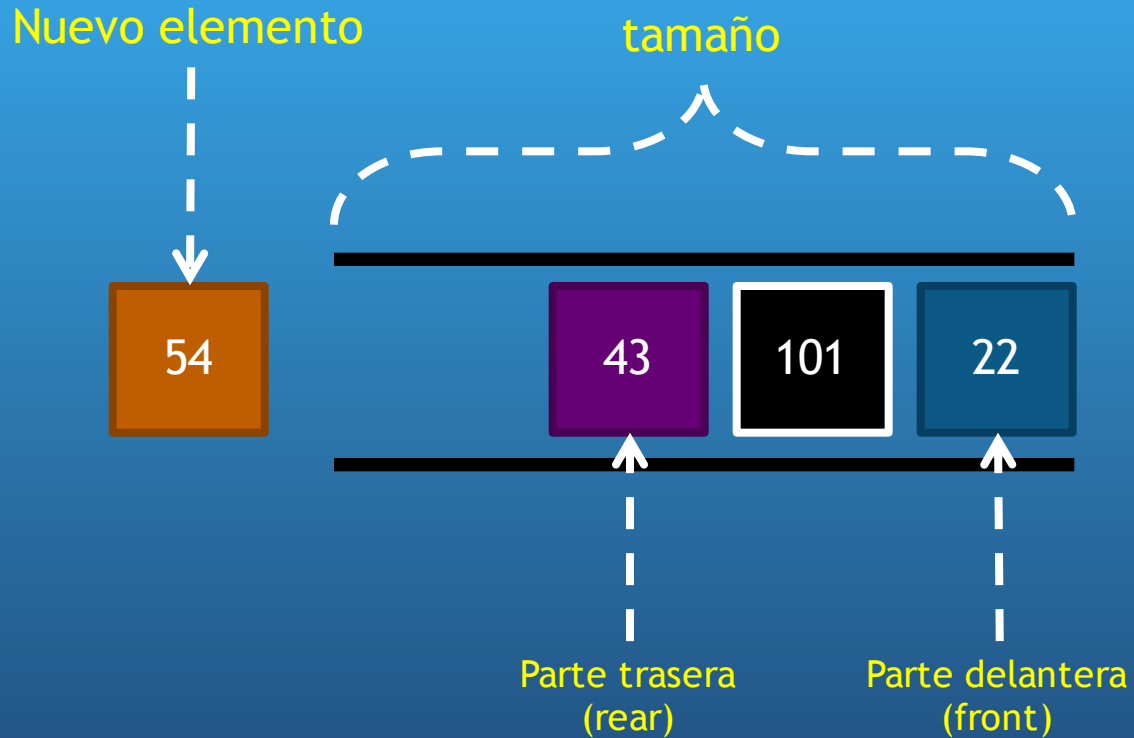 Nuevo elemento
tamaño
54
43
101
22
Parte trasera
(rear)
Parte delantera
(front)